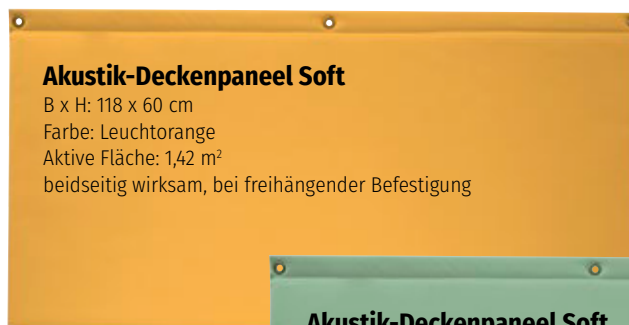 Akustik-Deckenpaneel Soft
B x H: 118 x 60 cm
Farbe: Leuchtorange
Aktive Fläche: 1,42 m²
beidseitig wirksam, bei freihängender Befestigung
Akustik-Deckenpaneel Soft